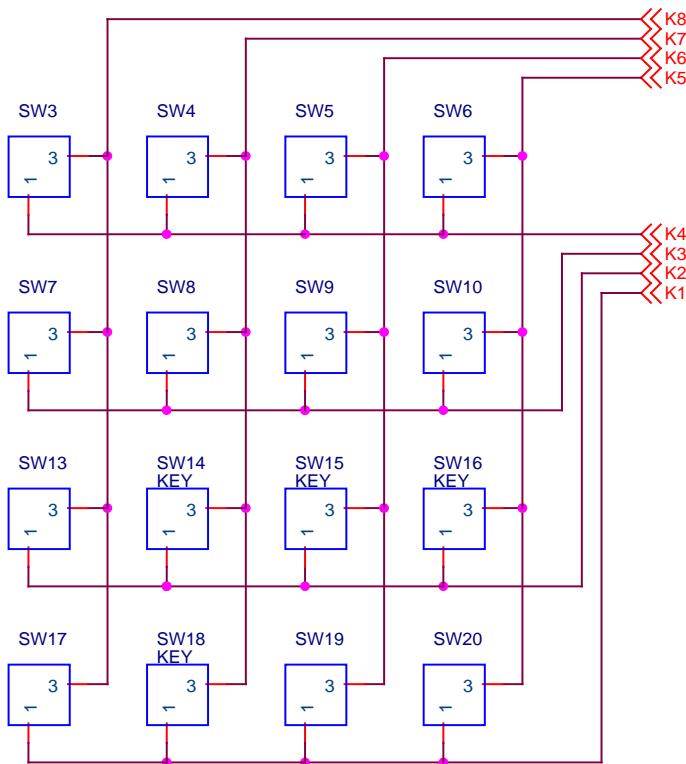 K8
K7
K6
K5
SW3 SW4 SW5 SW6
3 3 3 3
1 1 1 1
K4
K3
K2
K1
SW7 SW8 SW9 SW10
3 3 3 3
1 1 1 1
SW13 SW14 SW15 SW16
KEY KEY KEY
3 3 3 3
1 1 1 1
SW17 SW18 SW19 SW20
KEY
3 3 3 3
1 1 1 1